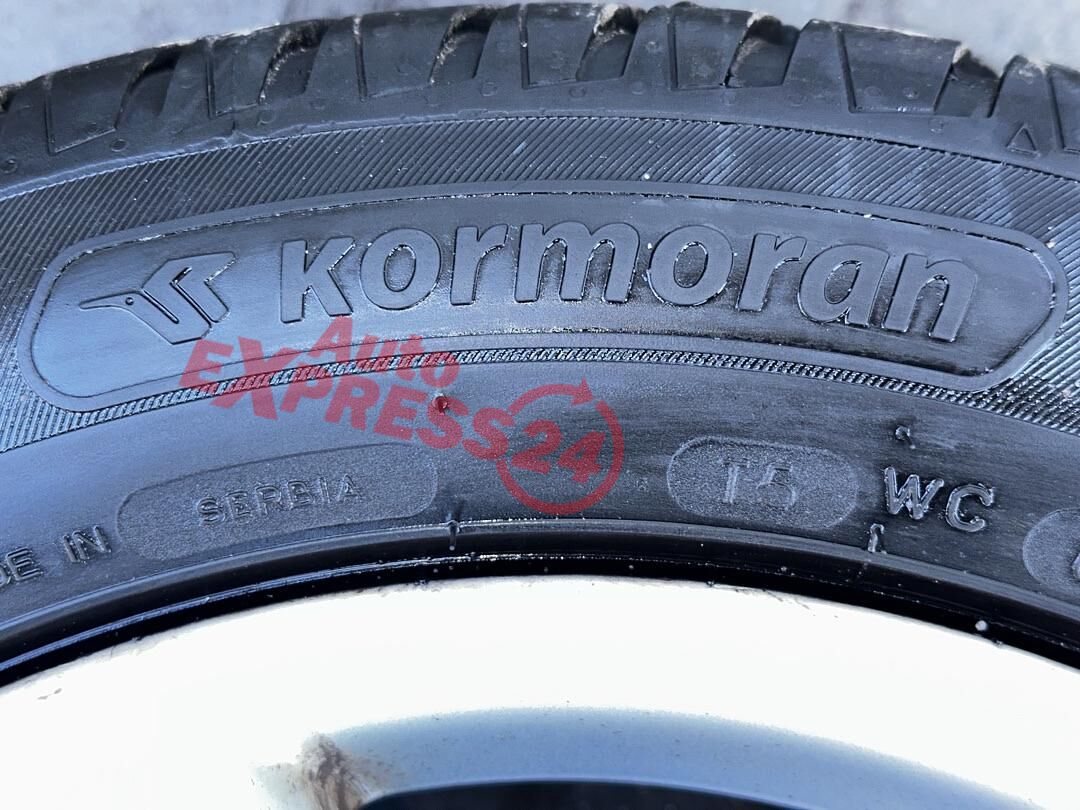 kormoran
Auto
EXPRESS24
DE IN SERBIA
T5 WC